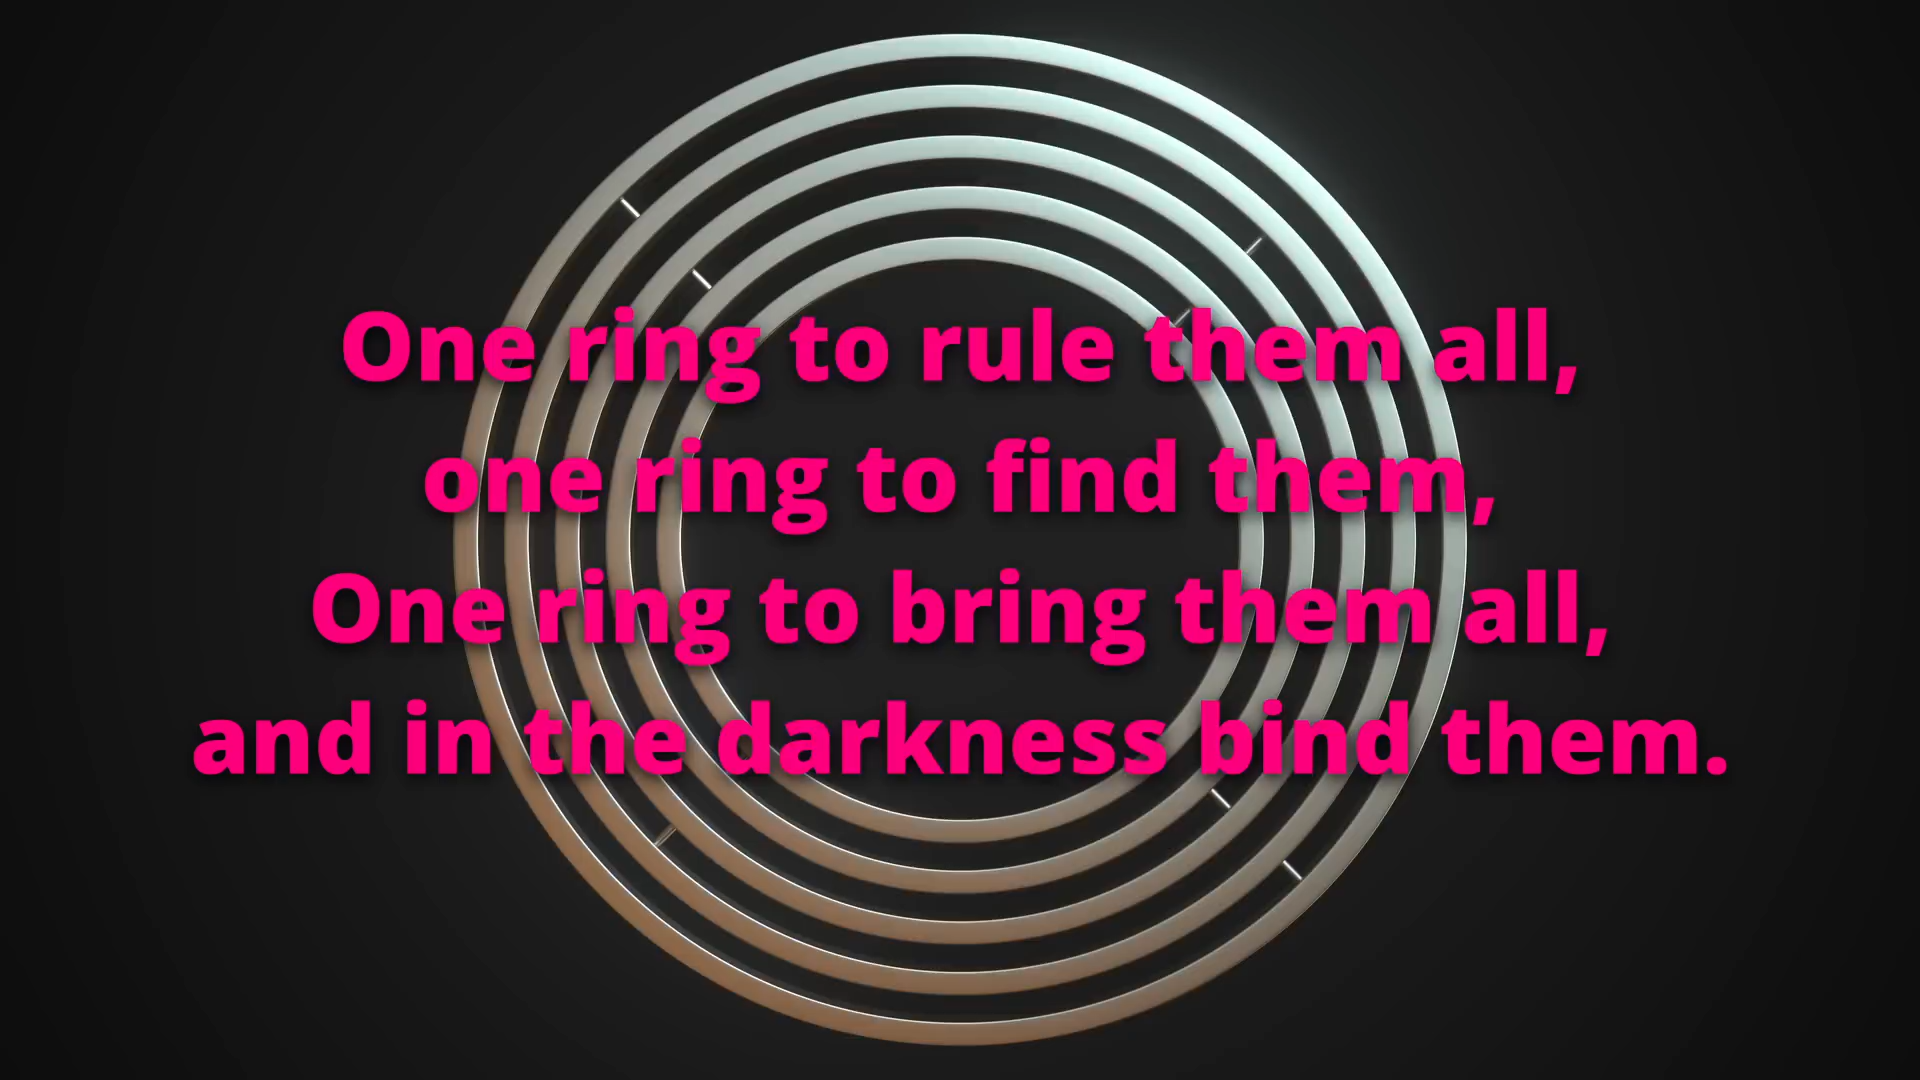 One ring to rule them all,
one ring to find them,
One ring to bring them all,
and in the darkness bind them.